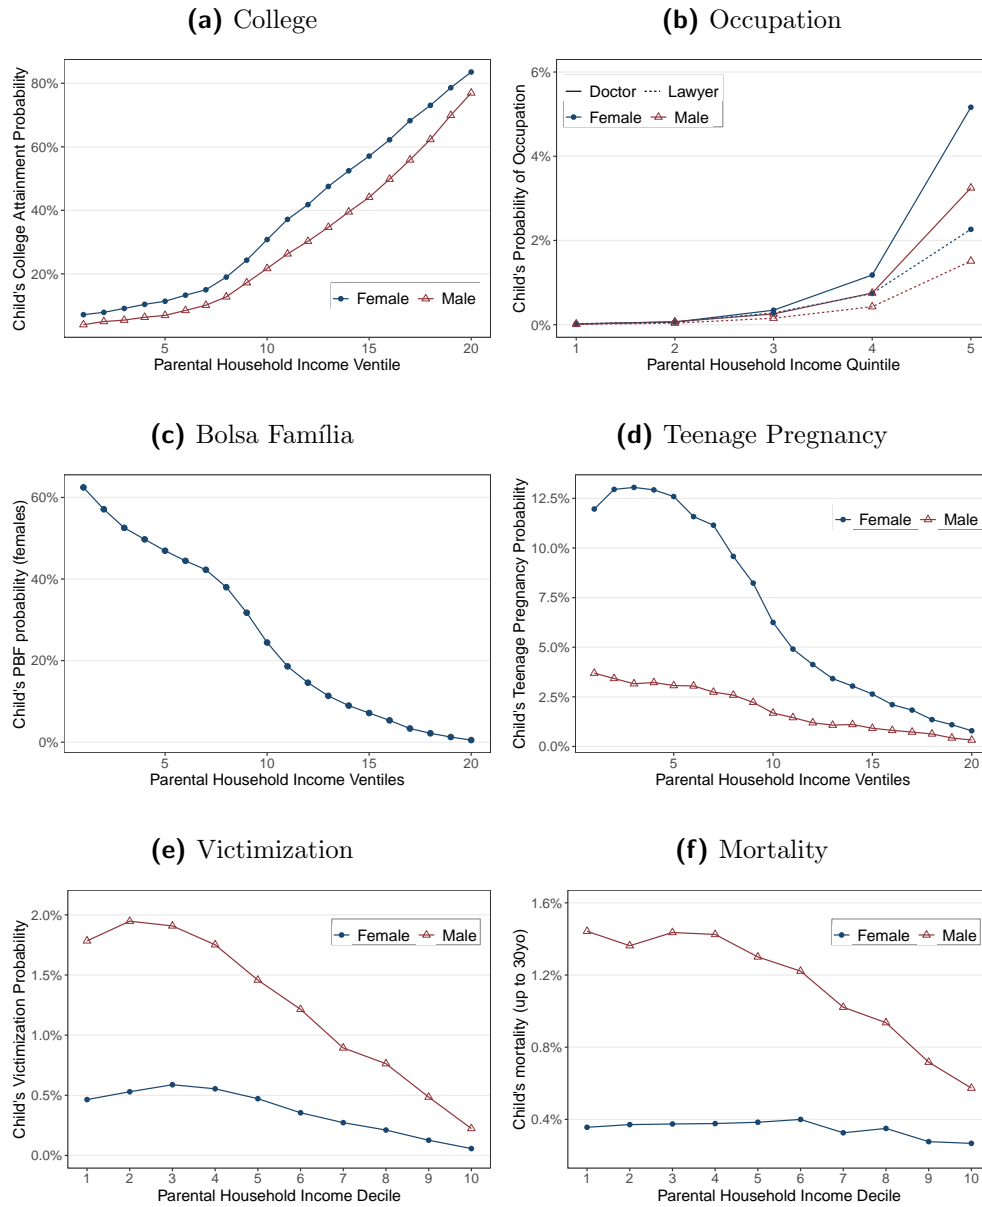 (a) College
Child's College Attainment Probability
80%
60%
40%
20%
Female Male
5 10 15 20
Parental Household Income Ventile
(b) Occupation
Child's Probability of Occupation
6%
4%
2%
0%
Doctor Lawyer
Female Male
1 2 3 4 5
Parental Household Income Quintile
(c) Bolsa Família
Child's PBF probability (females)
60%
40%
20%
0%
5 10 15 20
Parental Household Income Ventiles
(d) Teenage Pregnancy
Child's Teenage Pregnancy Probability
12.5%
10.0%
7.5%
5.0%
2.5%
0.0%
Female Male
5 10 15 20
Parental Household Income Ventiles
(e) Victimization
Child's Victimization Probability
2.0%
1.5%
1.0%
0.5%
0.0%
Female Male
1 2 3 4 5 6 7 8 9 10
Parental Household Income Decile
(f) Mortality
Child's mortality (up to 30yo)
1.6%
1.2%
0.8%
0.4%
Female Male
1 2 3 4 5 6 7 8 9 10
Parental Household Income Decile